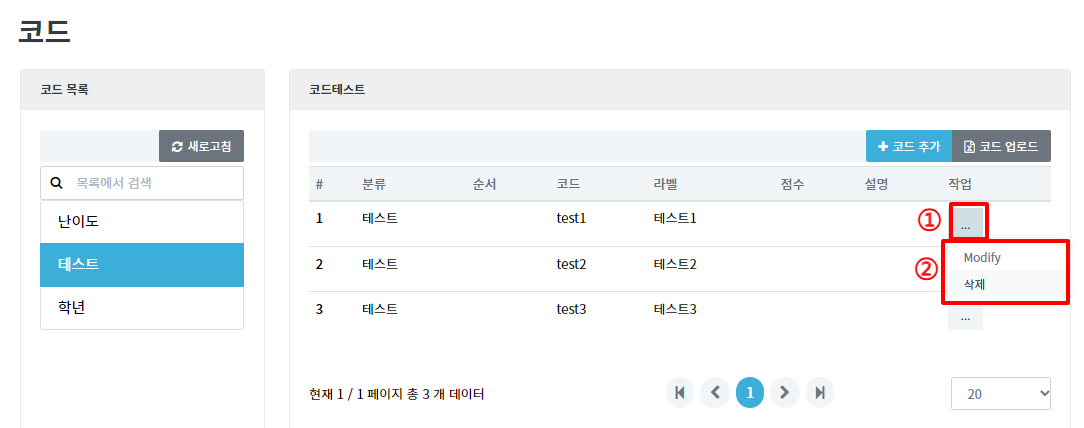 코드
코드 목록
새로고침
목록에서 검색
난이도
테스트
학년
코드테스트
코드 추가 코드 업로드
# 분류 순서 코드 라벨 점수 설명 작업
1 테스트 test1 테스트1 ① ...
2 테스트 test2 테스트2
② Modify
삭제
3 테스트 test3 테스트3 ...
현재 1 / 1 페이지 총 3 개 데이터 1 20